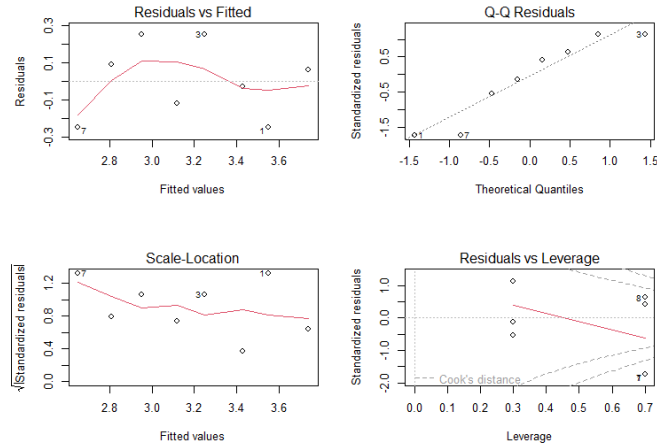 Residuals vs Fitted
Residuals
-0.3
-0.1
0.1
0.3
3
7
1
2.8 3.0 3.2 3.4 3.6
Fitted values
Q-Q Residuals
Standardized residuals
-1.5
-0.5
0.5
3
1
7
-1.5 -1.0 -0.5 0.0 0.5 1.0 1.5
Theoretical Quantiles
Scale-Location
√|Standardized residuals|
0.0
0.4
0.8
1.2
7
3
1
2.8 3.0 3.2 3.4 3.6
Fitted values
Residuals vs Leverage
Standardized residuals
-2.0
-1.0
0.0
1.0
8
Cook's distance
0.0 0.1 0.2 0.3 0.4 0.5 0.6 0.7
Leverage